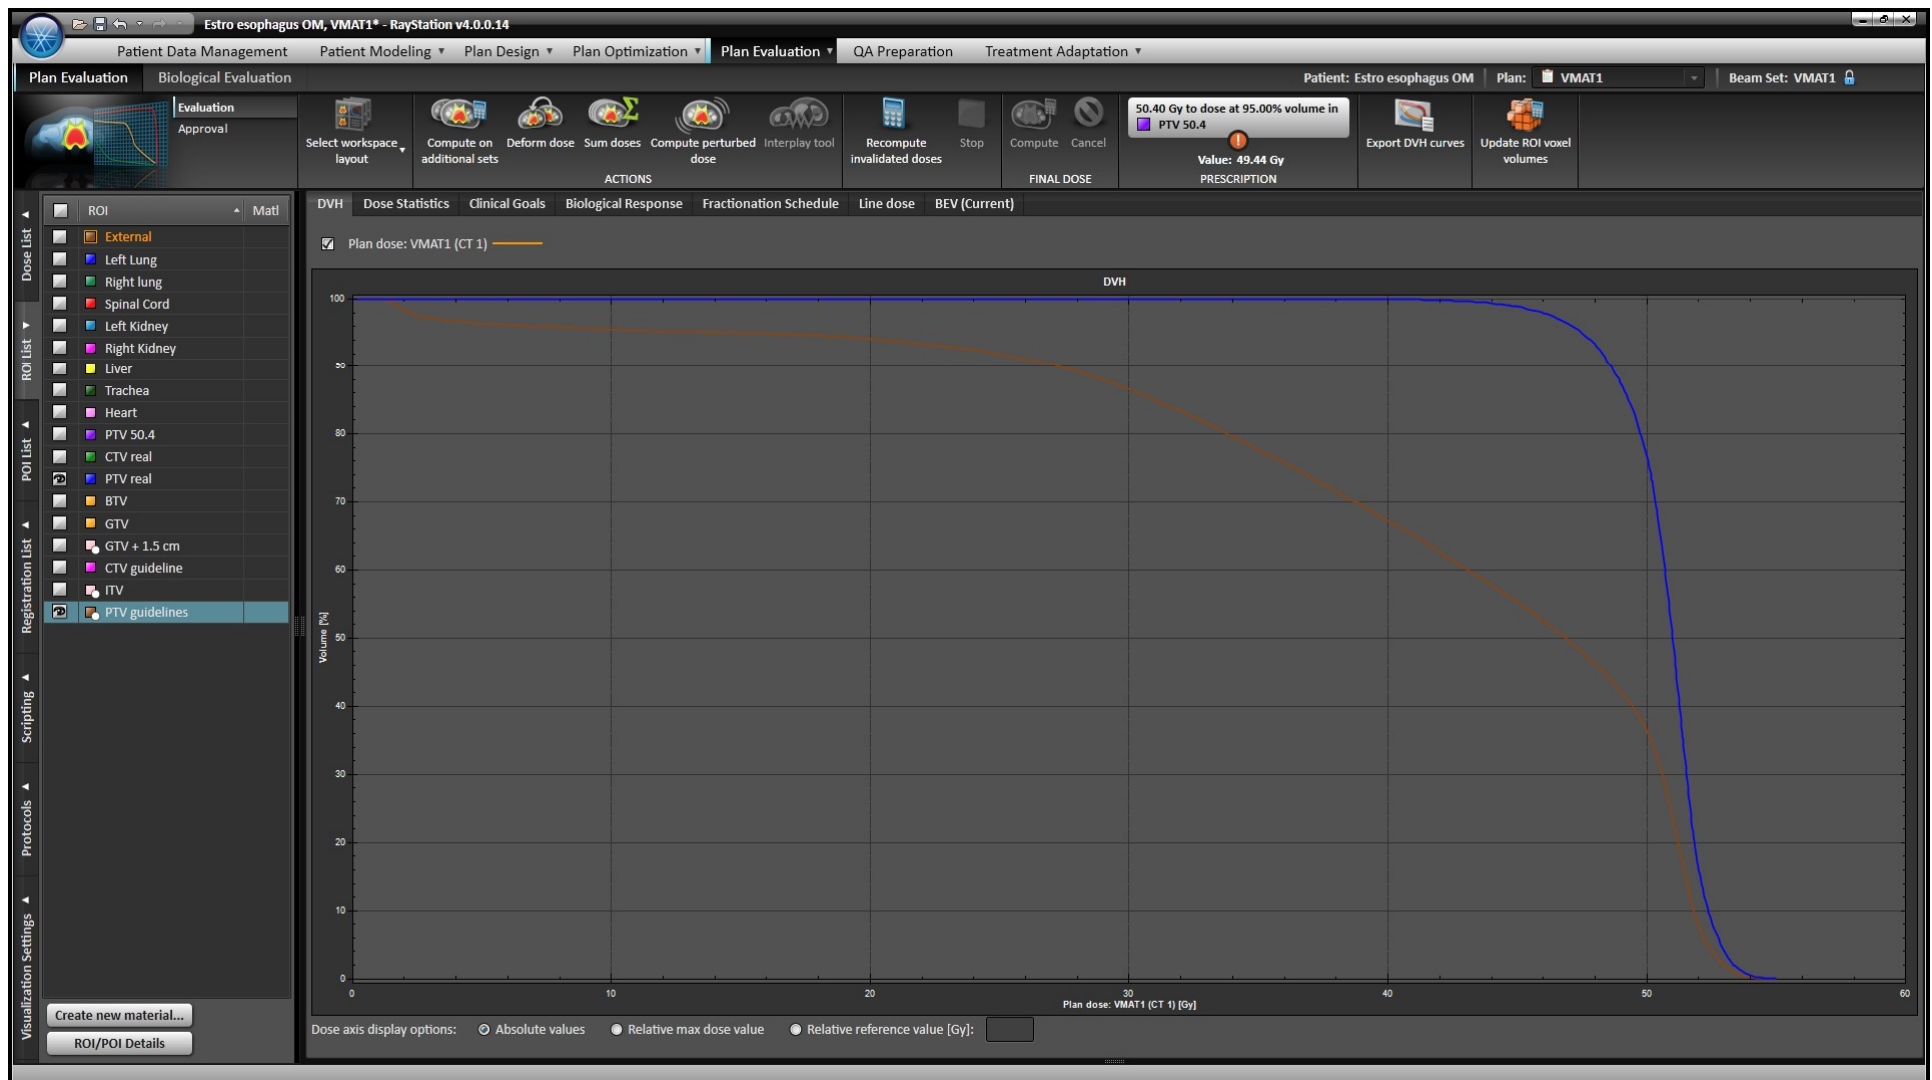 Estro esophagus OM, VMAT1* - RayStation v4.0.0.14
Patient Data Management Patient Modeling Plan Design Plan Optimization Plan Evaluation QA Preparation Treatment Adaptation
Plan Evaluation Biological Evaluation Patient: Estro esophagus OM Plan: VMAT1 Beam Set: VMAT1
Evaluation
Approval
Select workspace layout
Compute on additional sets
Deform dose
Sum doses
Compute perturbed dose
Interplay tool
ACTIONS
Recompute invalidated doses
Stop
Compute
Cancel
FINAL DOSE
50.40 Gy to dose at 95.00% volume in
PTV 50.4
Value: 49.44 Gy
PRESCRIPTION
Export DVH curves
Update ROI voxel volumes
Dose List
ROI List
POI List
Registration List
Scripting
Protocols
Visualization Settings
ROI Matl
External
Left Lung
Right lung
Spinal Cord
Left Kidney
Right Kidney
Liver
Trachea
Heart
PTV 50.4
CTV real
PTV real
BTV
GTV
GTV + 1.5 cm
CTV guideline
ITV
PTV guidelines
Create new material...
ROI/POI Details
DVH Dose Statistics Clinical Goals Biological Response Fractionation Schedule Line dose BEV (Current)
Plan dose: VMAT1 (CT 1)
DVH
100
90
80
70
60
50
40
30
20
10
0
Volume [%]
0 10 20 30 40 50 60
Plan dose: VMAT1 (CT 1) [Gy]
Dose axis display options: Absolute values Relative max dose value Relative reference value [Gy]: